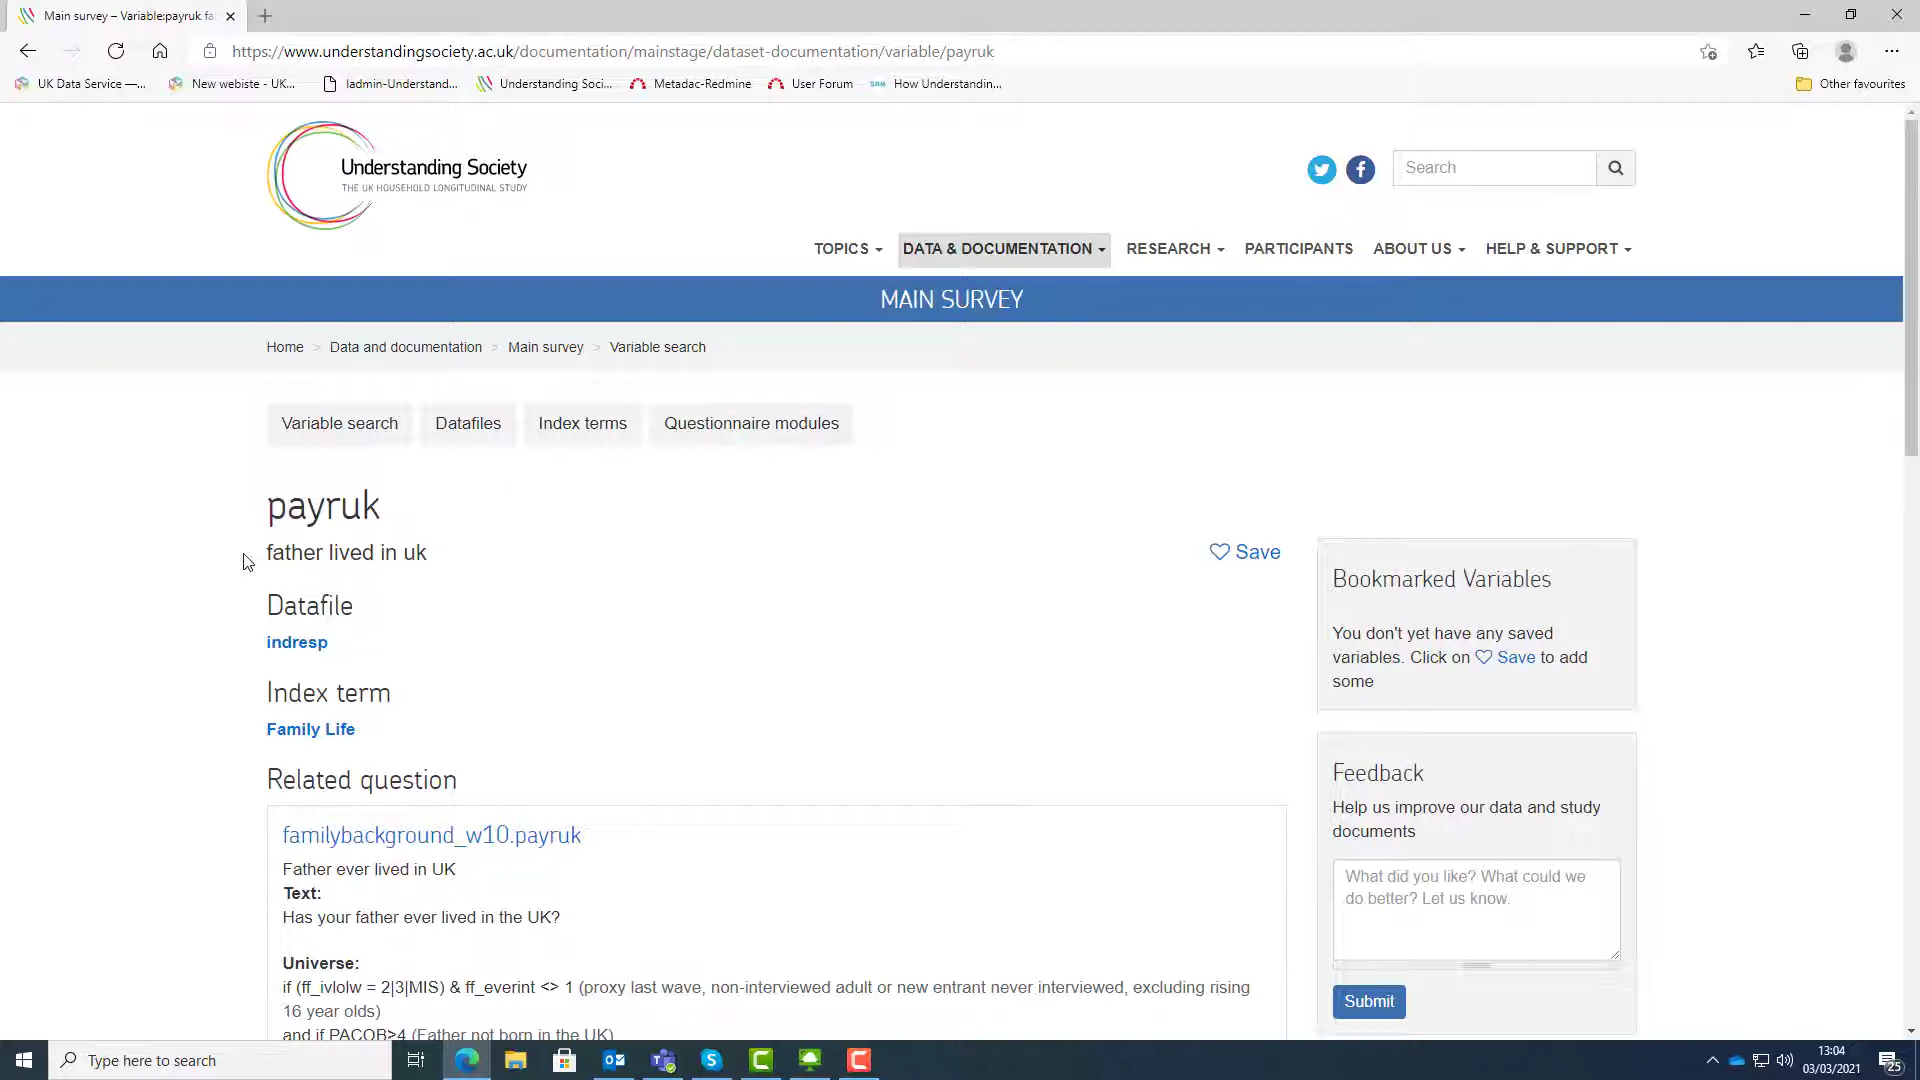 Main survey – Variable:payruk fa
https://www.understandingsociety.ac.uk/documentation/mainstage/dataset-documentation/variable/payruk
UK Data Service —,... New webiste - UK... Iadmin-Understand... Understanding Soci... Metadac-Redmine User Forum SRM How Understandin... Other favourites
Understanding Society
THE UK HOUSEHOLD LONGITUDINAL STUDY
Search
TOPICS DATA & DOCUMENTATION RESEARCH PARTICIPANTS ABOUT US HELP & SUPPORT
MAIN SURVEY
Home > Data and documentation > Main survey > Variable search
Variable search Datafiles Index terms Questionnaire modules
payruk
father lived in uk
Save
Datafile
indresp
Index term
Family Life
Related question
familybackground_w10.payruk
Father ever lived in UK
Text:
Has your father ever lived in the UK?
Universe:
if (ff_ivlolw = 2|3|MIS) & ff_everint <> 1 (proxy last wave, non-interviewed adult or new entrant never interviewed, excluding rising
16 year olds)
and if PACOB>4 (Father not born in the UK)
Bookmarked Variables
You don't yet have any saved
variables. Click on Save to add
some
Feedback
Help us improve our data and study
documents
What did you like? What could we
do better? Let us know.
Submit
Type here to search
13:04
03/03/2021
25